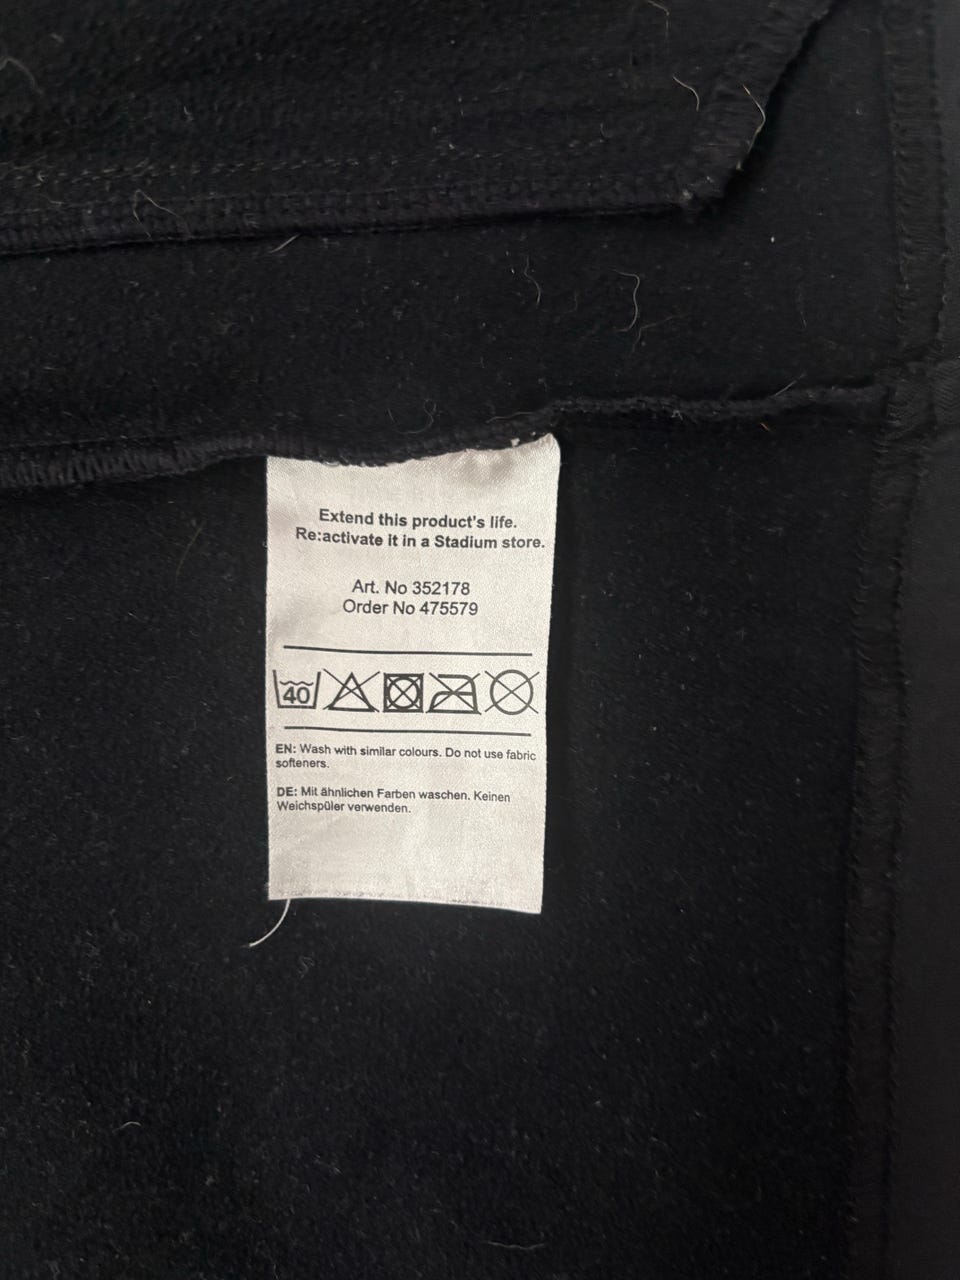 Extend this product's life.
Re:activate it in a Stadium store.
Art. No 352178
Order No 475579
40
EN: Wash with similar colours. Do not use fabric
softeners.
DE: Mit ähnlichen Farben waschen. Keinen
Weichspüler verwenden.